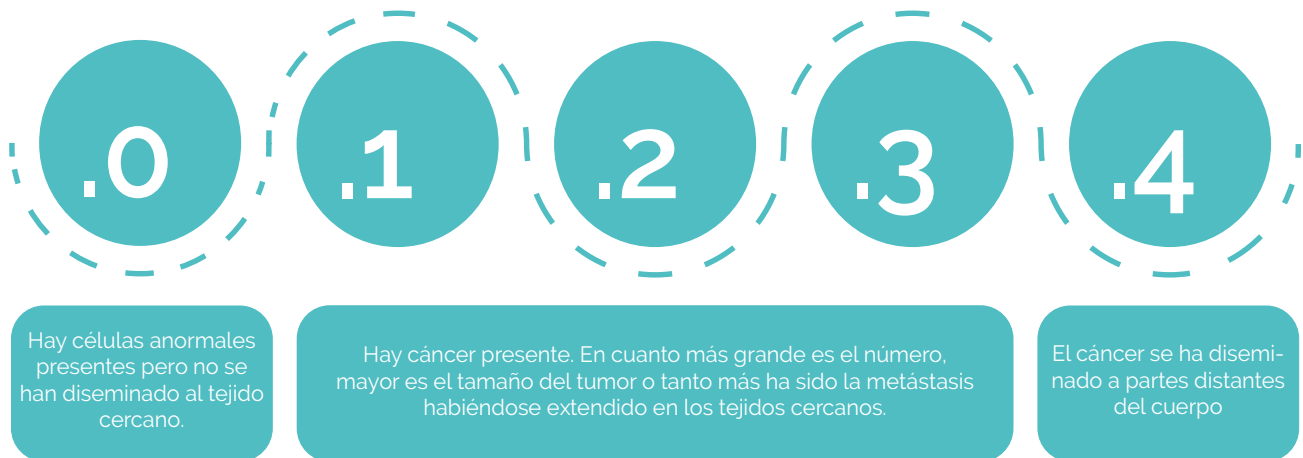 .0
.1
.2
.3
.4
Hay células anormales
presentes pero no se
han diseminado al tejido
cercano.
Hay cáncer presente. En cuanto más grande es el número,
mayor es el tamaño del tumor o tanto más ha sido la metástasis
habiéndose extendido en los tejidos cercanos.
El cáncer se ha disemi-
nado a partes distantes
del cuerpo